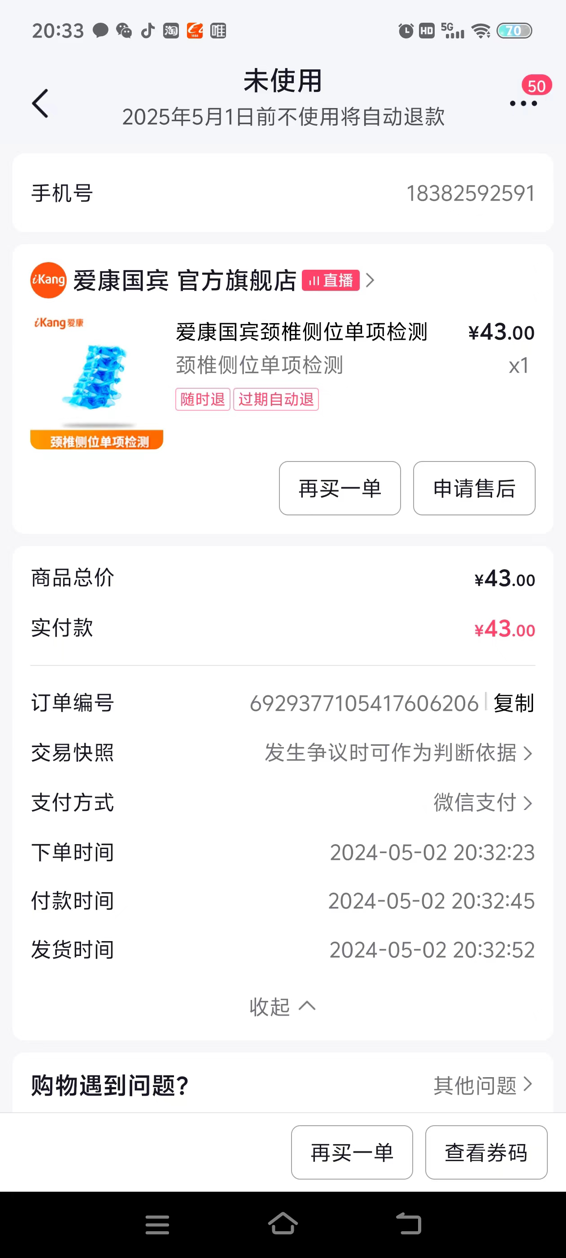 20:33 HD 5G 70
未使用
50
2025年5月1日前不使用将自动退款
手机号 18382592591
iKang 爱康国宾 官方旗舰店 直播
iKang爱康
爱康国宾颈椎侧位单项检测 ¥43.00
颈椎侧位单项检测 x1
随时退 过期自动退
颈椎侧位单项检测
再买一单 申请售后
商品总价 ¥43.00
实付款 ¥43.00
订单编号 6929377105417606206 复制
交易快照 发生争议时可作为判断依据
支付方式 微信支付
下单时间 2024-05-02 20:32:23
付款时间 2024-05-02 20:32:45
发货时间 2024-05-02 20:32:52
收起
购物遇到问题? 其他问题
再买一单 查看券码